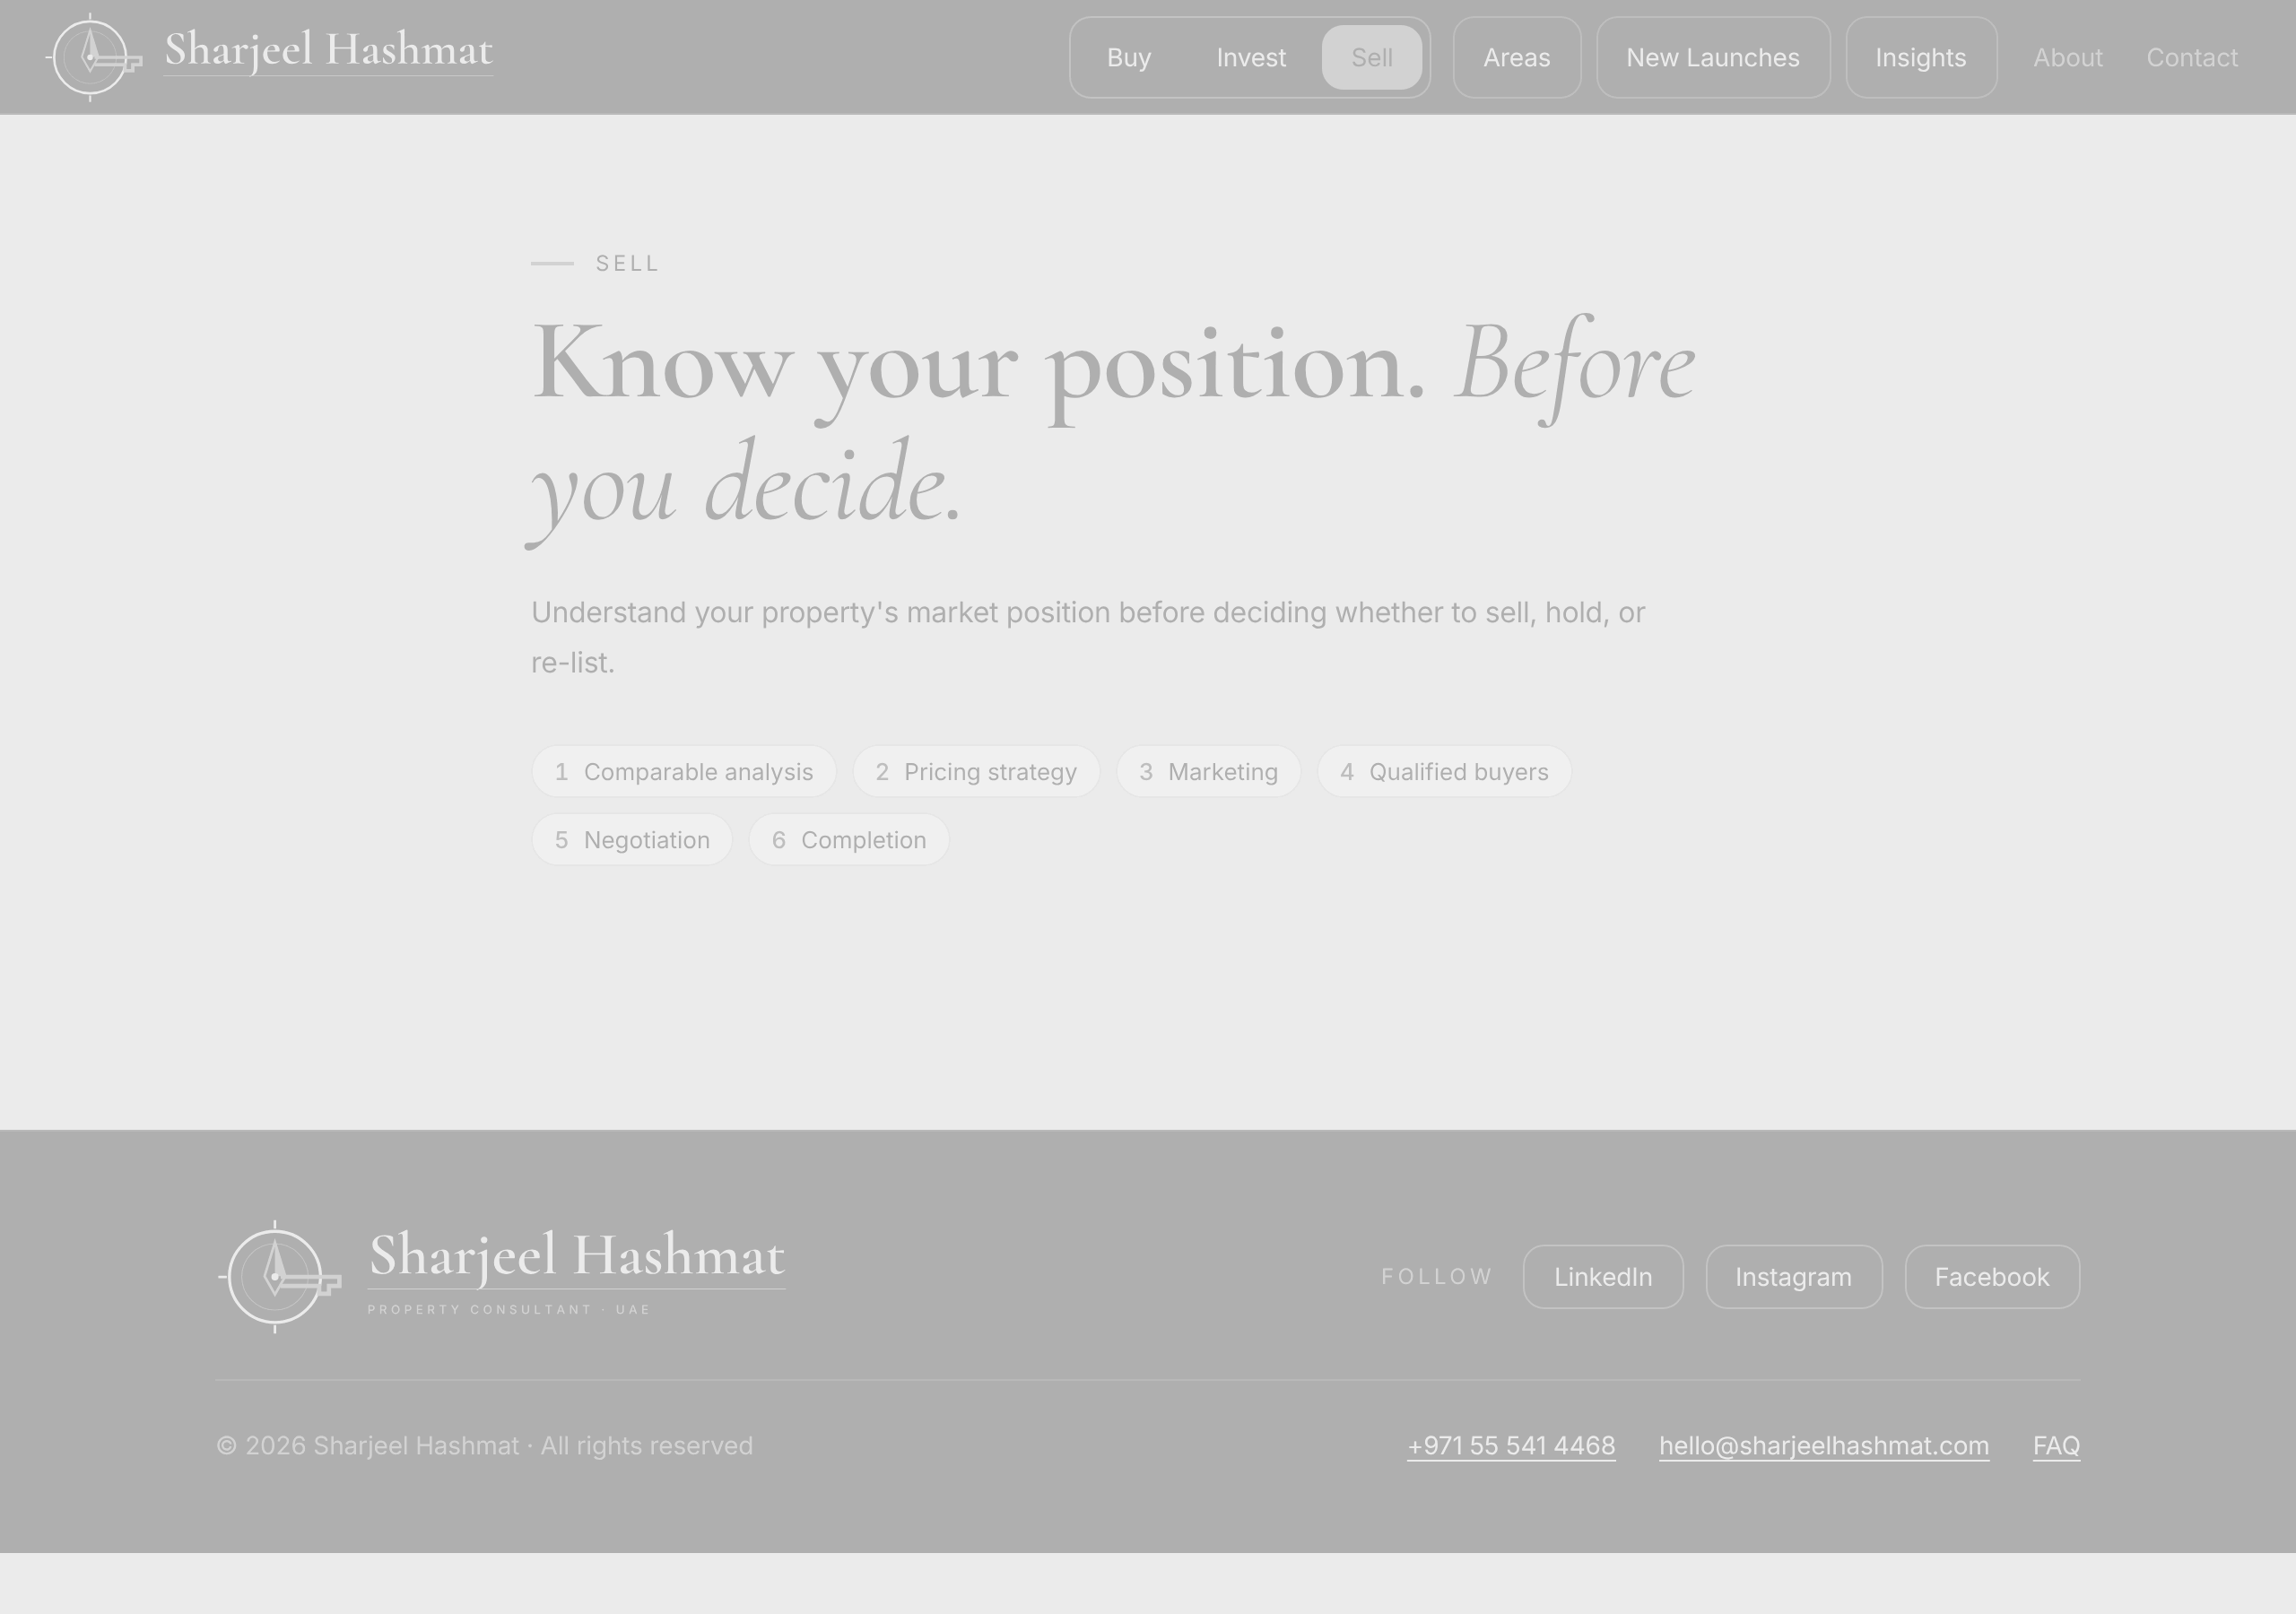 Sharjeel Hashmat
Buy Invest Sell Areas New Launches Insights About Contact
SELL
Know your position. Before
you decide.
Understand your property's market position before deciding whether to sell, hold, or
re-list.
1 Comparable analysis 2 Pricing strategy 3 Marketing 4 Qualified buyers
5 Negotiation 6 Completion
Sharjeel Hashmat
PROPERTY CONSULTANT · UAE
FOLLOW LinkedIn Instagram Facebook
© 2026 Sharjeel Hashmat · All rights reserved
+971 55 541 4468 hello@sharjeelhashmat.com FAQ